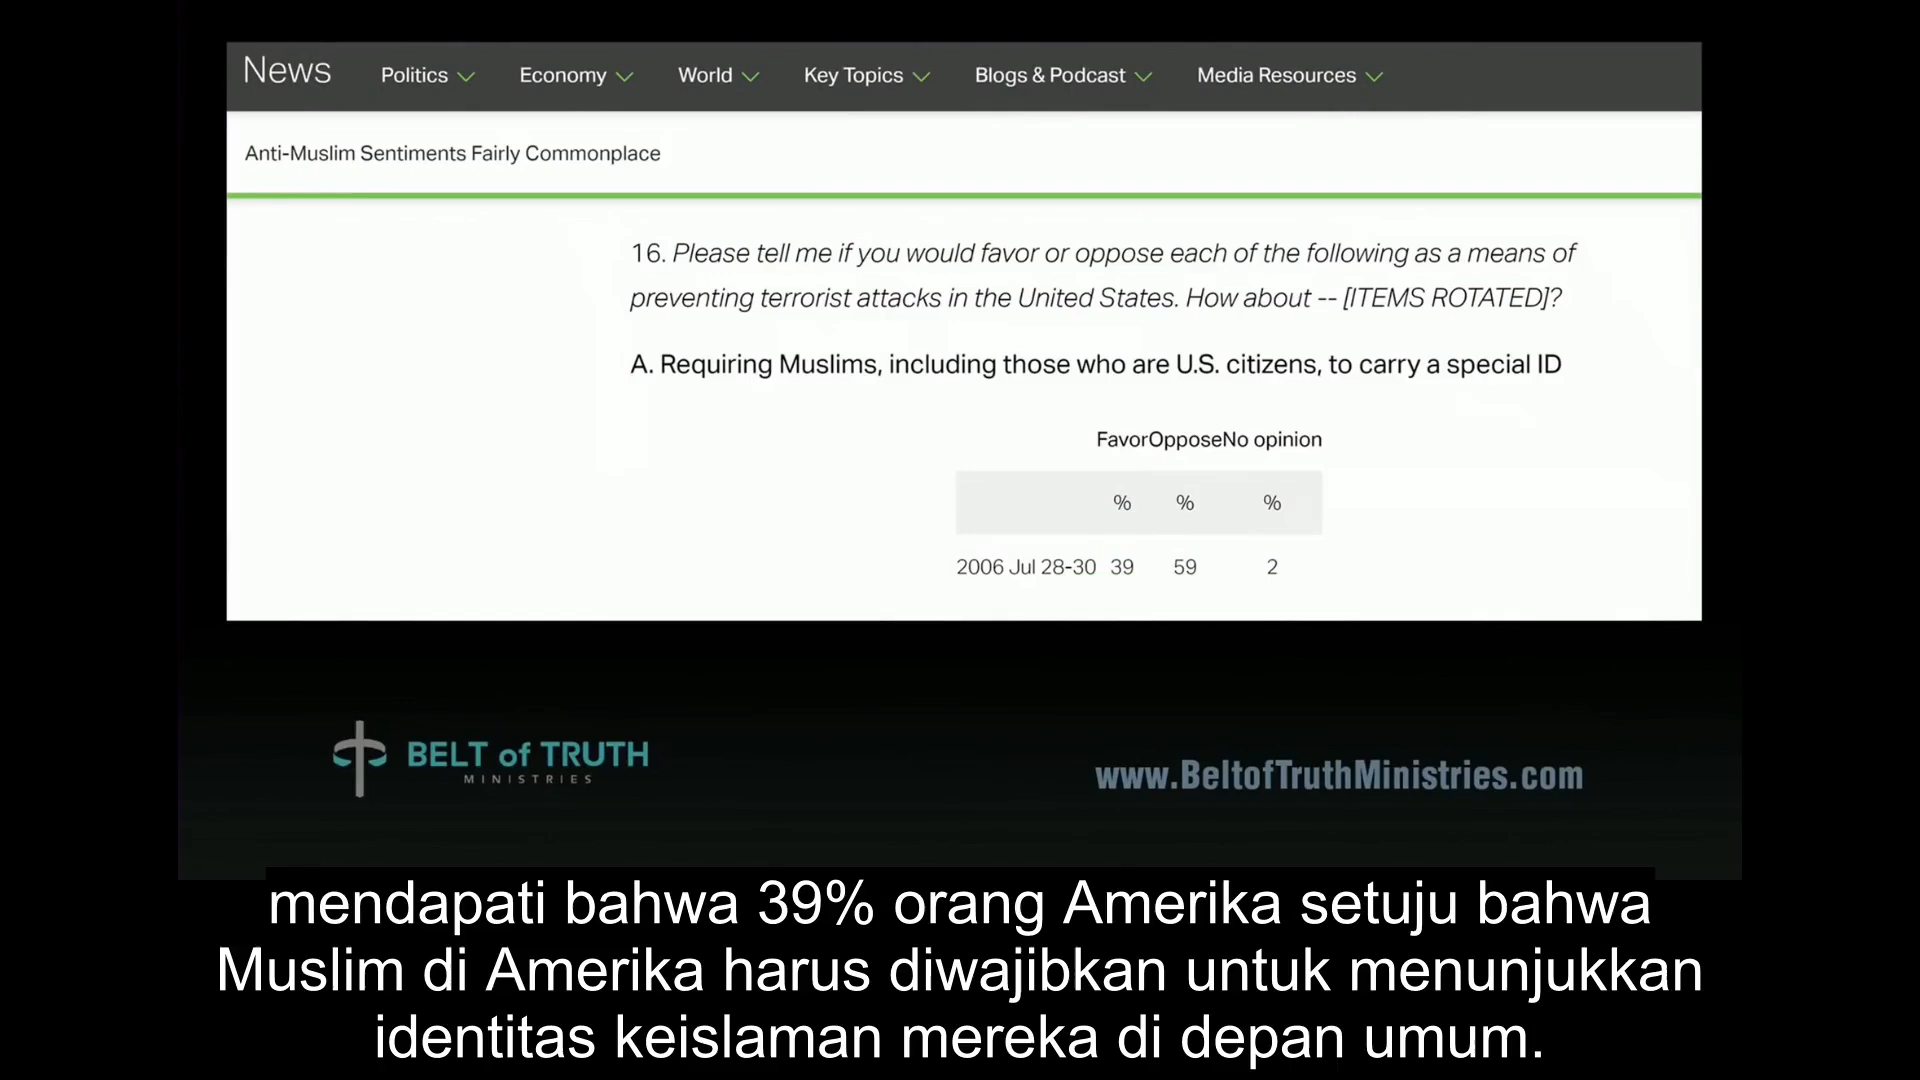 News Politics Economy World Key Topics Blogs & Podcast Media Resources
Anti-Muslim Sentiments Fairly Commonplace
16. Please tell me if you would favor or oppose each of the following as a means of
preventing terrorist attacks in the United States. How about -- [ITEMS ROTATED]?
A. Requiring Muslims, including those who are U.S. citizens, to carry a special ID
FavorOpposeNo opinion
% % %
2006 Jul 28-30 39 59 2
BELT of TRUTH
MINISTRIES
www.BeltofTruthMinistries.com
mendapati bahwa 39% orang Amerika setuju bahwa
Muslim di Amerika harus diwajibkan untuk menunjukkan
identitas keislaman mereka di depan umum.